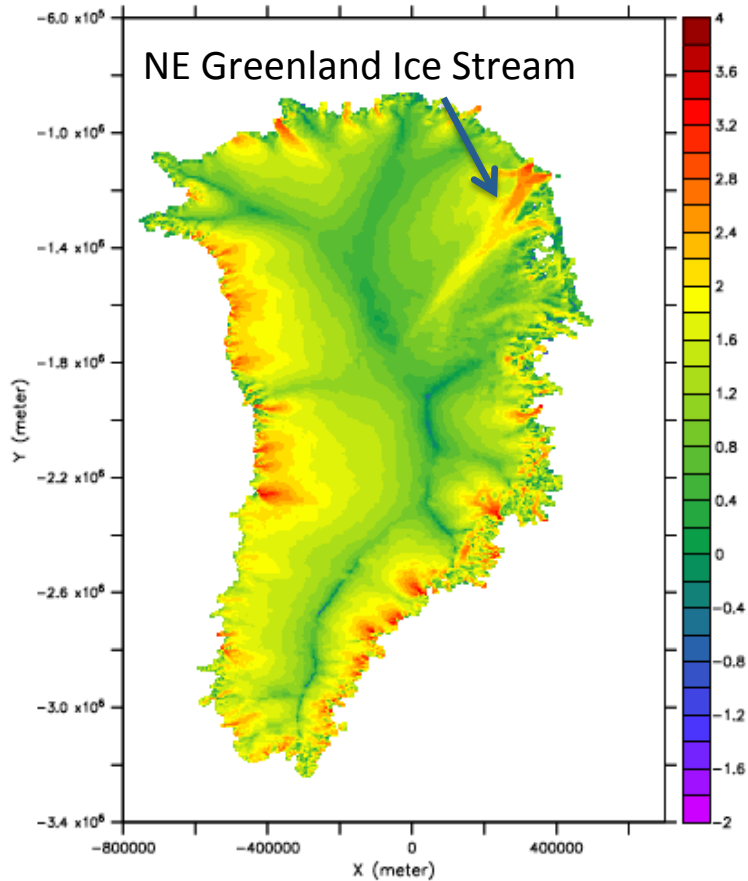 −6.0 x10⁵
NE Greenland Ice Stream
−1.0 x10⁶
−1.4 x10⁶
−1.8 x10⁶
−2.2 x10⁶
−2.6 x10⁶
−3.0 x10⁶
−3.4 x10⁶
Y (meter)
−800000
−400000
0
400000
X (meter)
4
3.6
3.2
2.8
2.4
2
1.6
1.2
0.8
0.4
0
−0.4
−0.8
−1.2
−1.6
−2